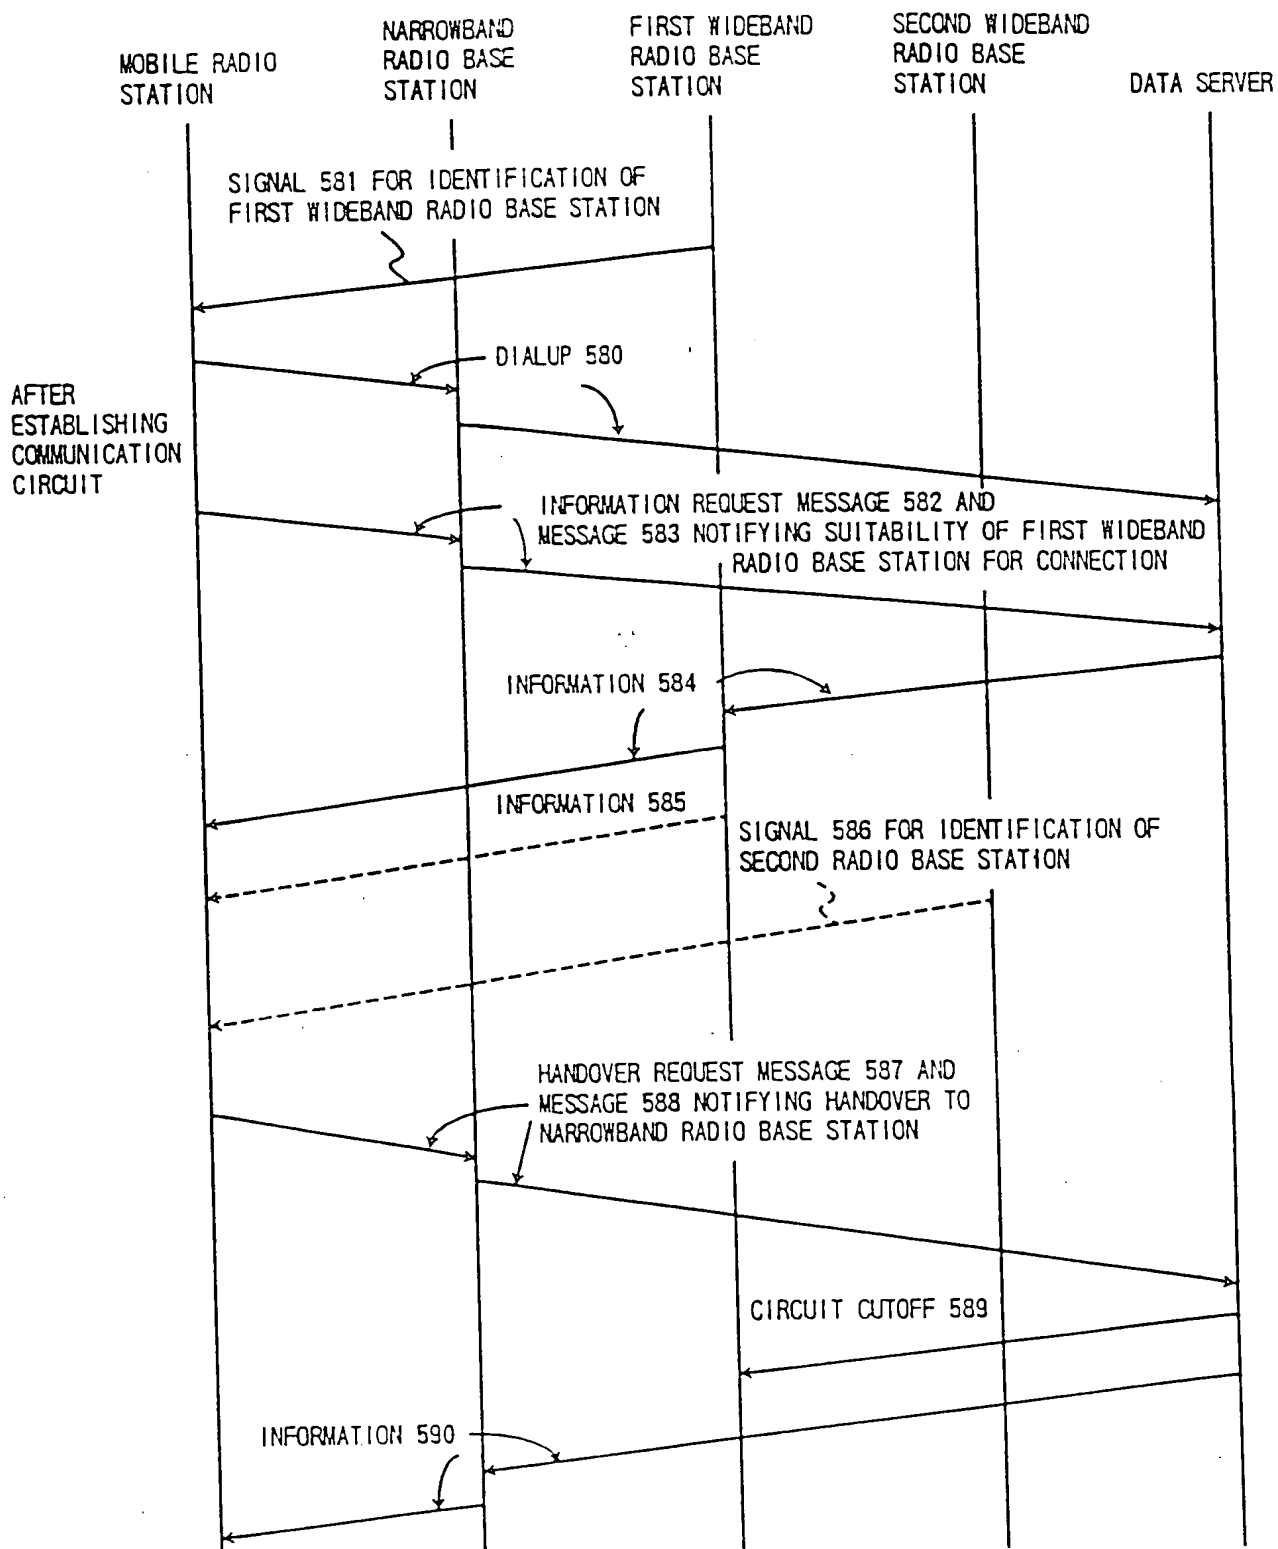 MOBILE RADIO
STATION
NARROWBAND
RADIO BASE
STATION
FIRST WIDEBAND
RADIO BASE
STATION
SECOND WIDEBAND
RADIO BASE
STATION
DATA SERVER
SIGNAL 581 FOR IDENTIFICATION OF
FIRST WIDEBAND RADIO BASE STATION
DIALUP 580
AFTER
ESTABLISHING
COMMUNICATION
CIRCUIT
INFORMATION REQUEST MESSAGE 582 AND
MESSAGE 583 NOTIFYING SUITABILITY OF FIRST WIDEBAND
RADIO BASE STATION FOR CONNECTION
INFORMATION 584
INFORMATION 585
SIGNAL 586 FOR IDENTIFICATION OF
SECOND RADIO BASE STATION
HANDOVER REQUEST MESSAGE 587 AND
MESSAGE 588 NOTIFYING HANDOVER TO
NARROWBAND RADIO BASE STATION
CIRCUIT CUTOFF 589
INFORMATION 590